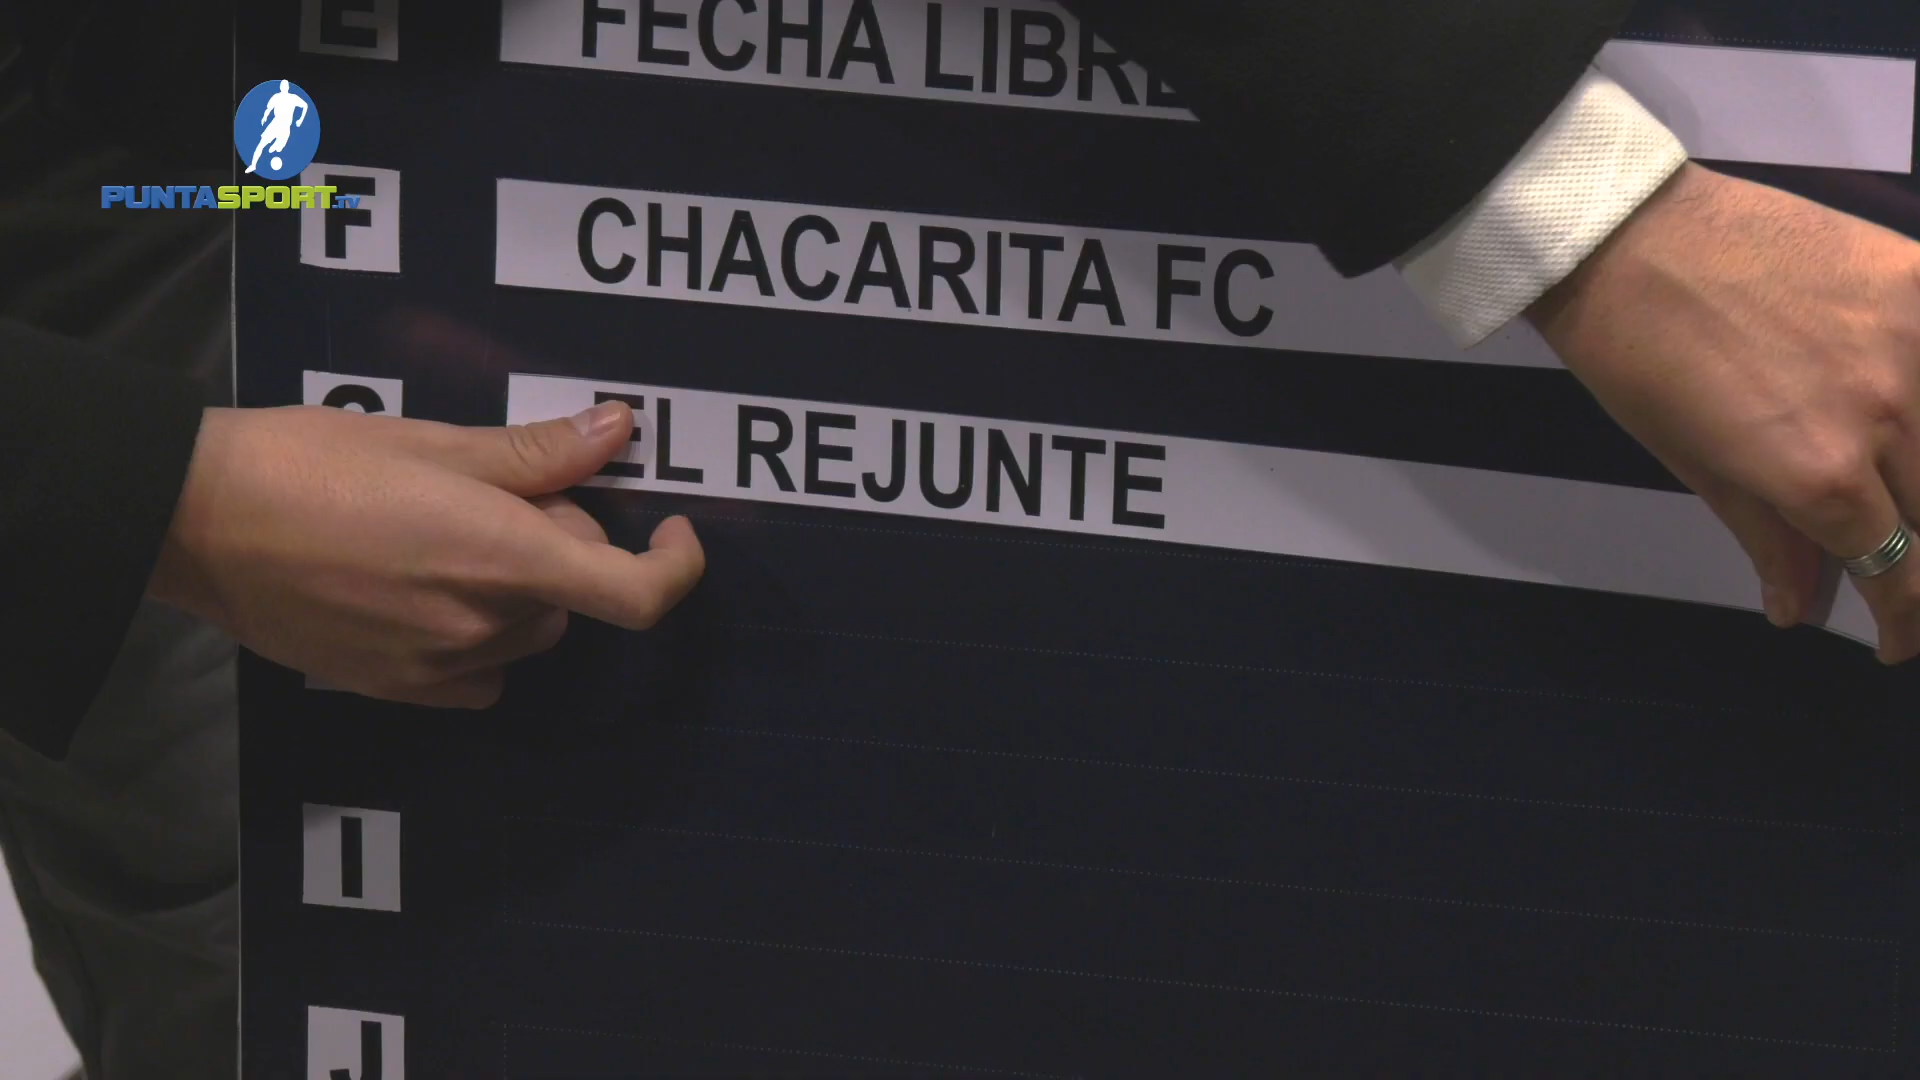 E FECHA LIBRE
PUNTASPORT.TV
F CHACARITA FC
G EL REJUNTE
I
J